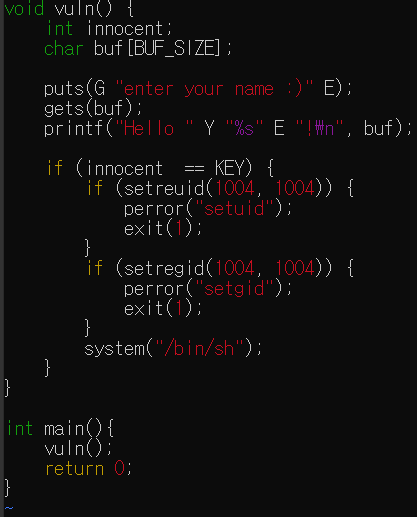 void vuln() {
    int innocent;
    char buf[BUF_SIZE];

    puts(G "enter your name :)" E);
    gets(buf);
    printf("Hello " Y "%s" E "!₩n", buf);

    if (innocent  == KEY) {
        if (setreuid(1004, 1004)) {
            perror("setuid");
            exit(1);
        }
        if (setregid(1004, 1004)) {
            perror("setgid");
            exit(1);
        }
        system("/bin/sh");
    }
}

int main(){
    vuln();
    return 0;
}
~